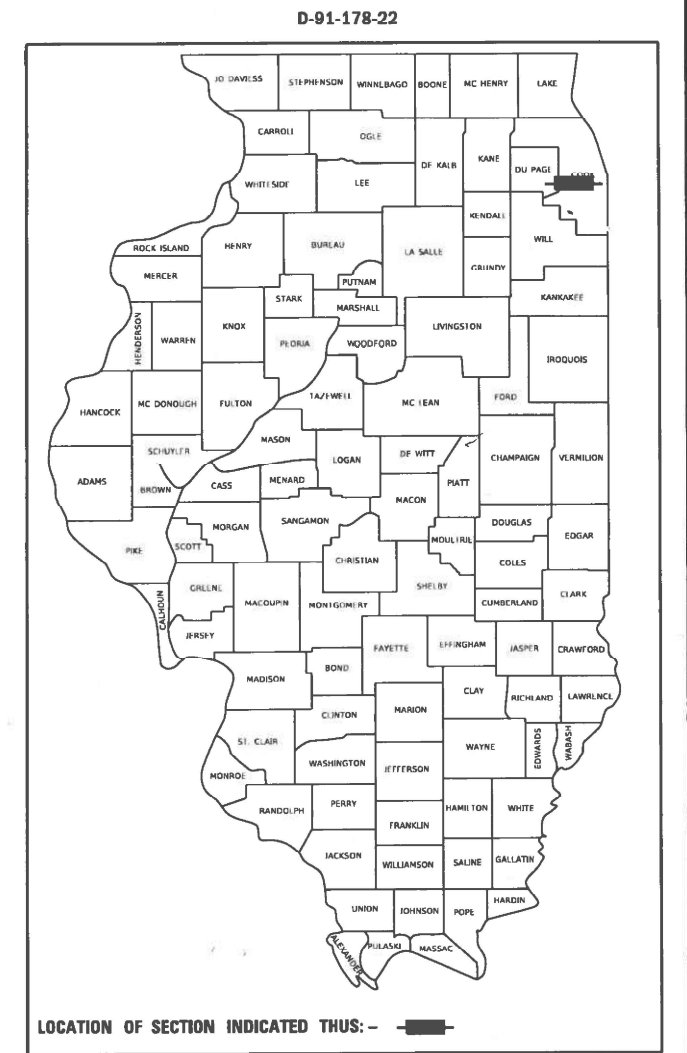 D-91-178-22
JO DAVIESS
STEPHENSON
WINNEBAGO
BOONE
MC HENRY
LAKE
CARROLL
OGLE
DE KALB
KANE
DU PAGE
WHITESIDE
LEE
KENDALL
ROCK ISLAND
HENRY
BUREAU
LA SALLE
WILL
MERCER
PUTNAM
GRUNDY
STARK
MARSHALL
KANKAKEE
HENDERSON
WARREN
KNOX
PEORIA
WOODFORD
LIVINGSTON
IROQUOIS
HANCOCK
MC DONOUGH
FULTON
TAZEWELL
MC LEAN
FORD
MASON
SCHUYLER
LOGAN
DE WITT
CHAMPAIGN
VERMILION
ADAMS
BROWN
CASS
MENARD
PIATT
MACON
MORGAN
SANGAMON
DOUGLAS
EDGAR
PIKE
SCOTT
CHRISTIAN
MOULTRIE
COLES
CALHOUN
GREENE
MACOUPIN
MONTGOMERY
SHELBY
CUMBERLAND
CLARK
JERSEY
FAYETTE
EFFINGHAM
JASPER
CRAWFORD
MADISON
BOND
CLAY
RICHLAND
LAWRENCE
CLINTON
MARION
ST. CLAIR
WAYNE
EDWARDS
WABASH
MONROE
WASHINGTON
JEFFERSON
RANDOLPH
PERRY
HAMILTON
WHITE
FRANKLIN
JACKSON
WILLIAMSON
SALINE
GALLATIN
UNION
JOHNSON
POPE
HARDIN
ALEXANDER
PULASKI
MASSAC
LOCATION OF SECTION INDICATED THUS: –